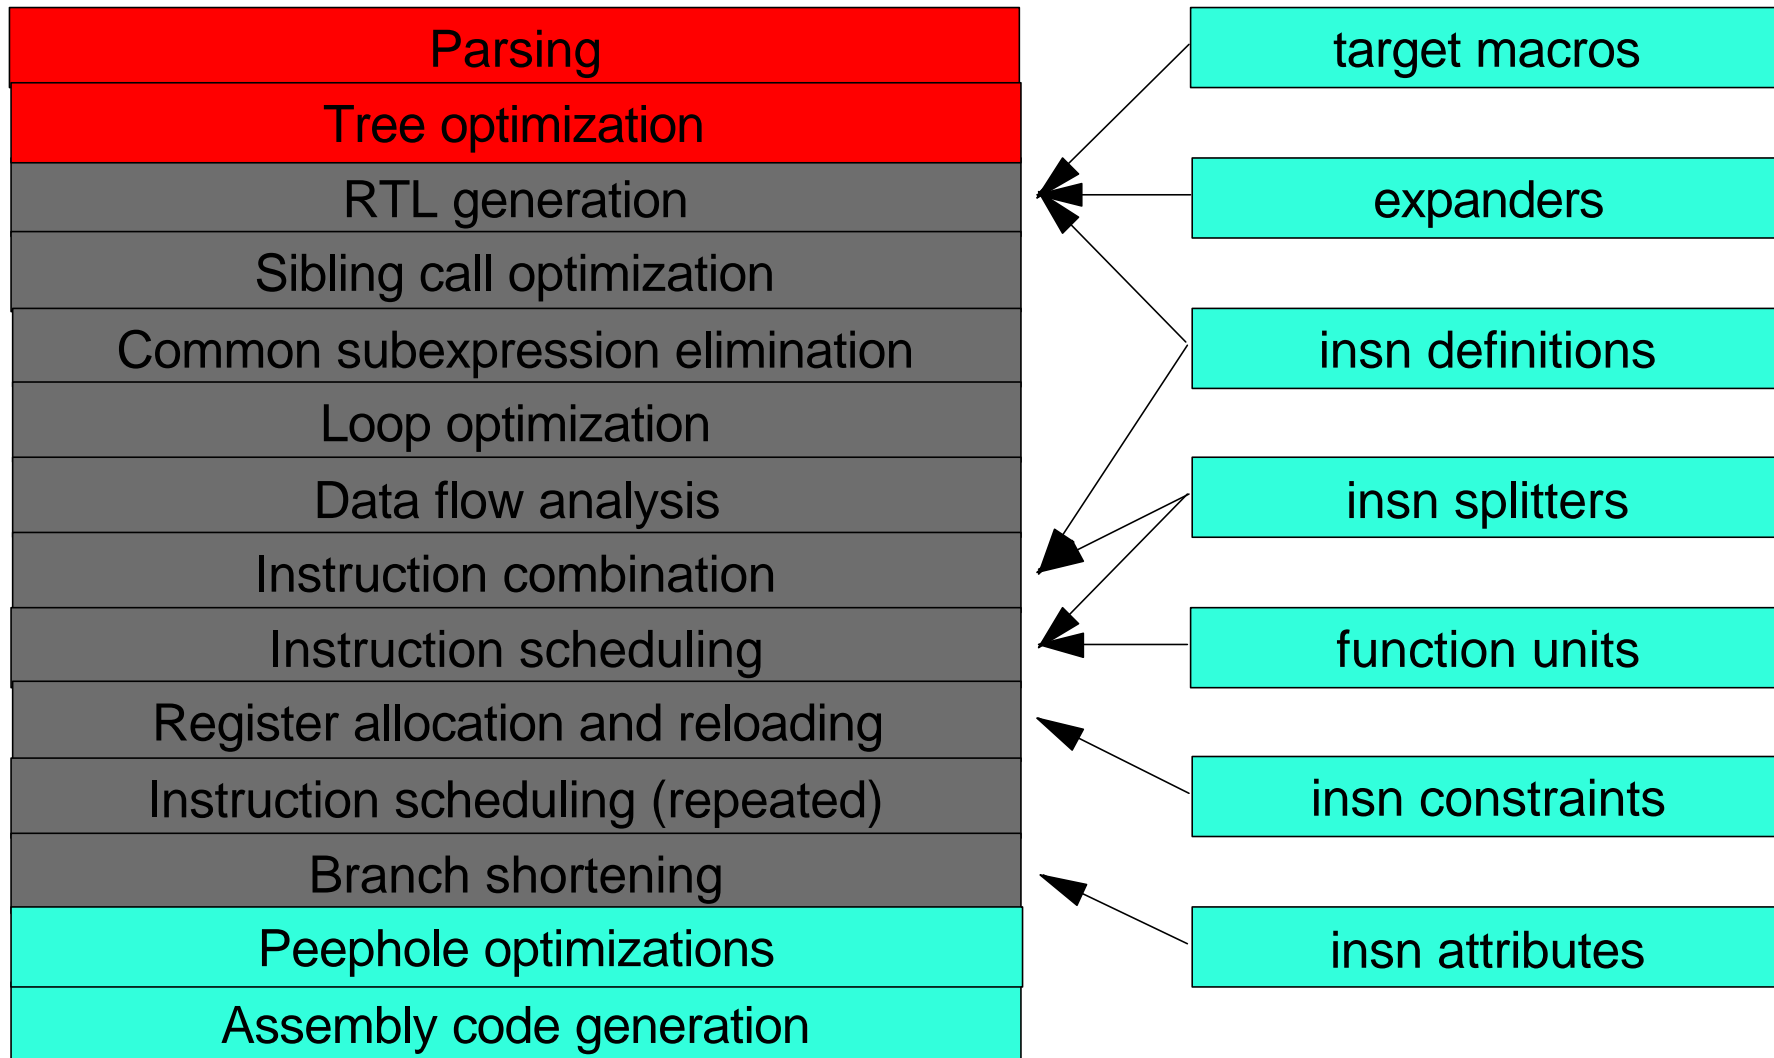 Parsing
Tree optimization
RTL generation
Sibling call optimization
Common subexpression elimination
Loop optimization
Data flow analysis
Instruction combination
Instruction scheduling
Register allocation and reloading
Instruction scheduling (repeated)
Branch shortening
Peephole optimizations
Assembly code generation
target macros
expanders
insn definitions
insn splitters
function units
insn constraints
insn attributes